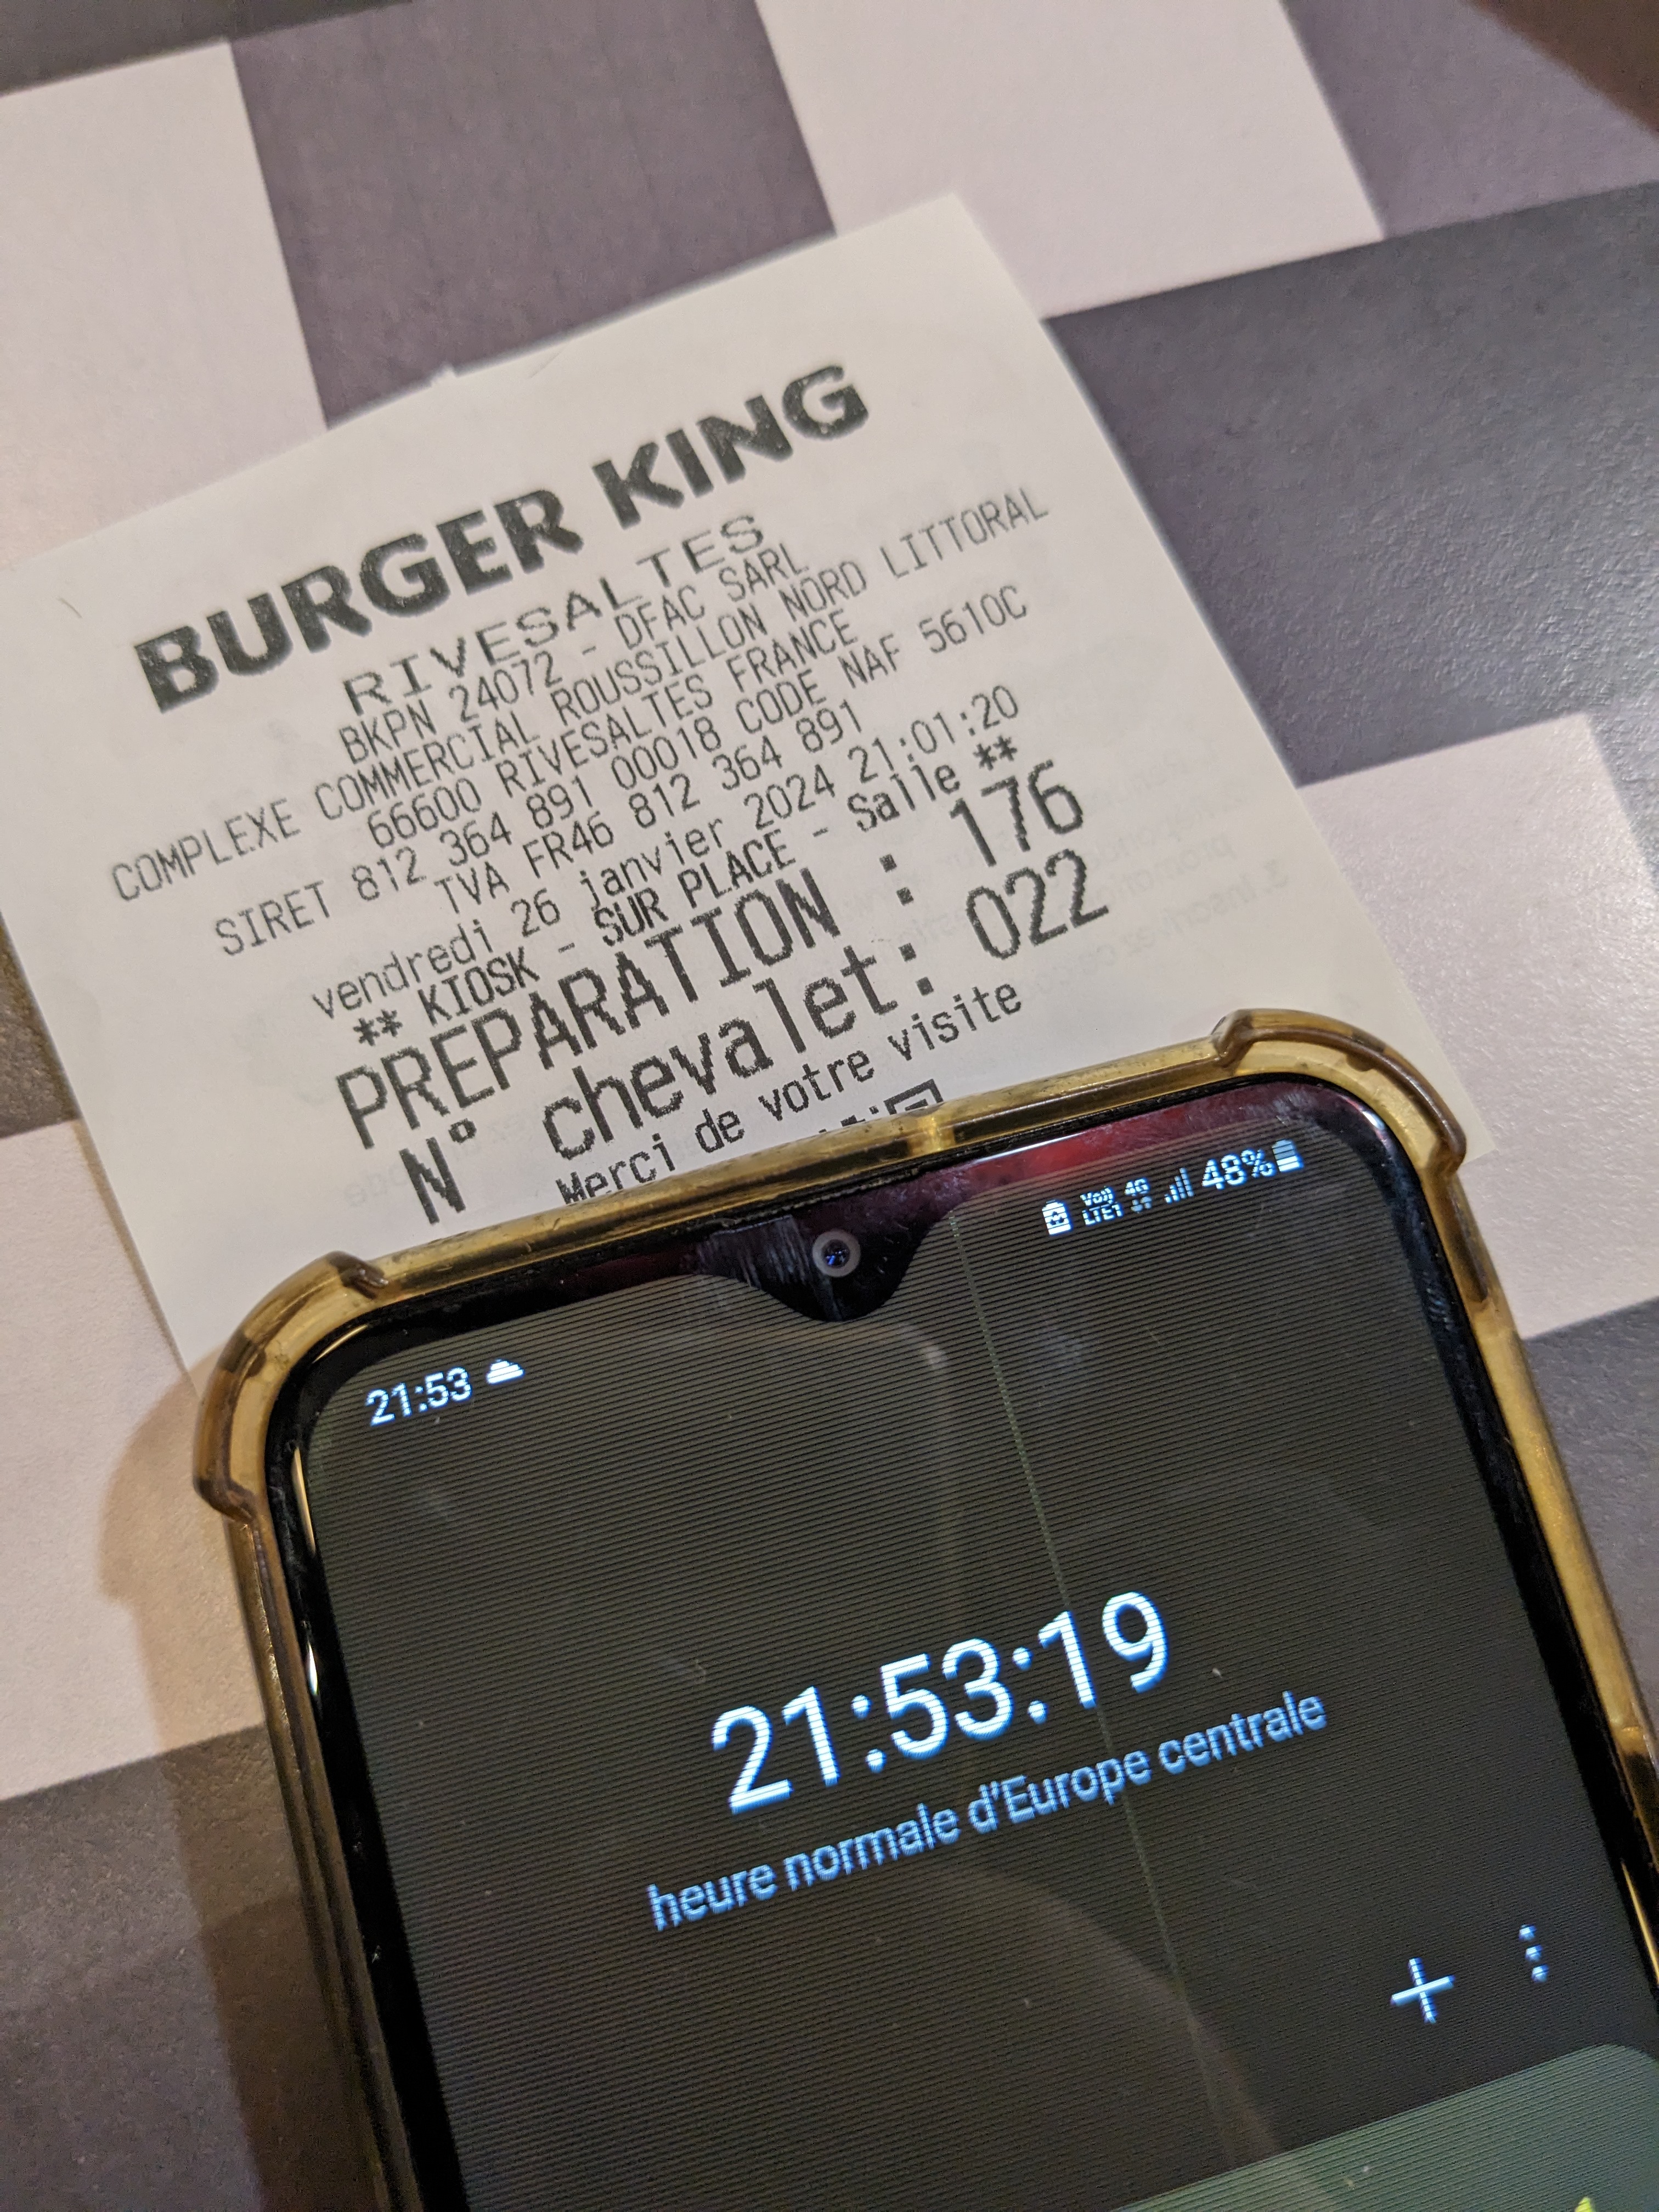 BURGER KING
RIVESALTES
BKPN 24072 - DFAC SARL
COMPLEXE COMMERCIAL ROUSSILLON NORD LITTORAL
66600 RIVESALTES FRANCE
SIRET 812 364 891 00018 CODE NAF 5610C
TVA FR46 812 364 891
vendredi 26 janvier 2024 21:01:20
** KIOSK - SUR PLACE - Salle **
PREPARATION : 176
N° chevalet: 022
Merci de votre visite
48%
21:53
21:53:19
heure normale d'Europe centrale